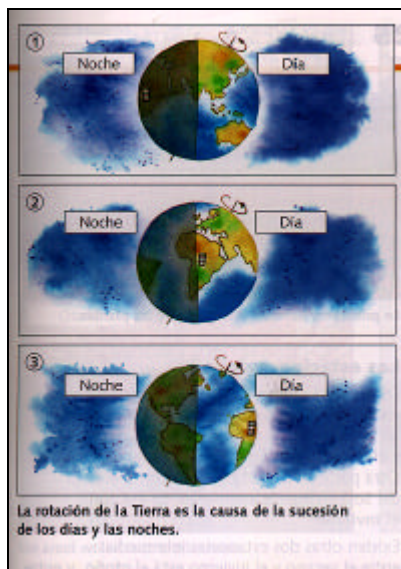 ①
Noche
Día
②
Noche
Día
③
Noche
Día
La rotación de la Tierra es la causa de la sucesión
de los días y las noches.